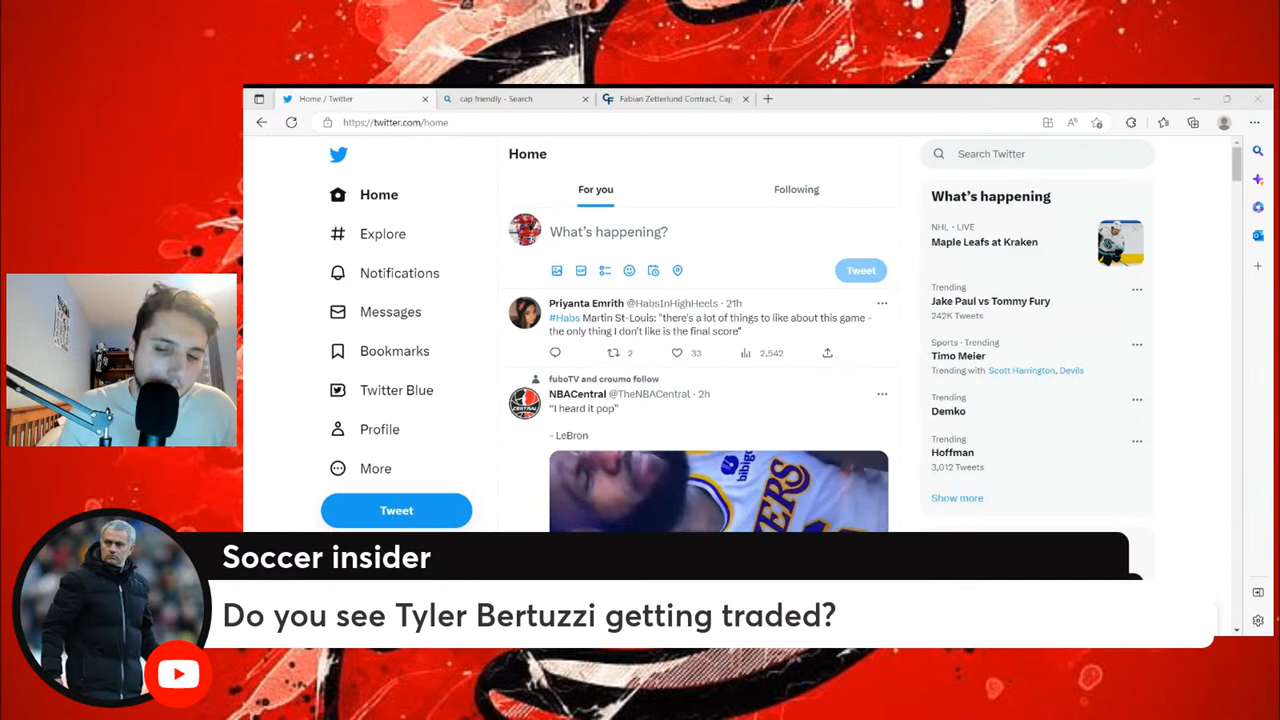 Home / Twitter
cap friendly - Search
Fabian Zetterlund Contract, Cap
https://twitter.com/home
Home
Explore
Notifications
Messages
Bookmarks
Twitter Blue
Profile
More
Tweet
Home
For you
Following
What's happening?
GIF
Tweet
Priyanta Emrith @HabsInHighHeels · 21h
#Habs Martin St-Louis: "there's a lot of things to like about this game -
the only thing I don't like is the final score"
2
33
2,542
fuboTV and croumo follow
NBACentral @TheNBACentral · 2h
"I heard it pop"
- LeBron
bibigo
LAKERS
Search Twitter
What's happening
NHL · LIVE
Maple Leafs at Kraken
Trending
Jake Paul vs Tommy Fury
242K Tweets
Sports · Trending
Timo Meier
Trending with Scott Harrington, Devils
Trending
Demko
Trending
Hoffman
3,012 Tweets
Show more
Soccer insider
Do you see Tyler Bertuzzi getting traded?